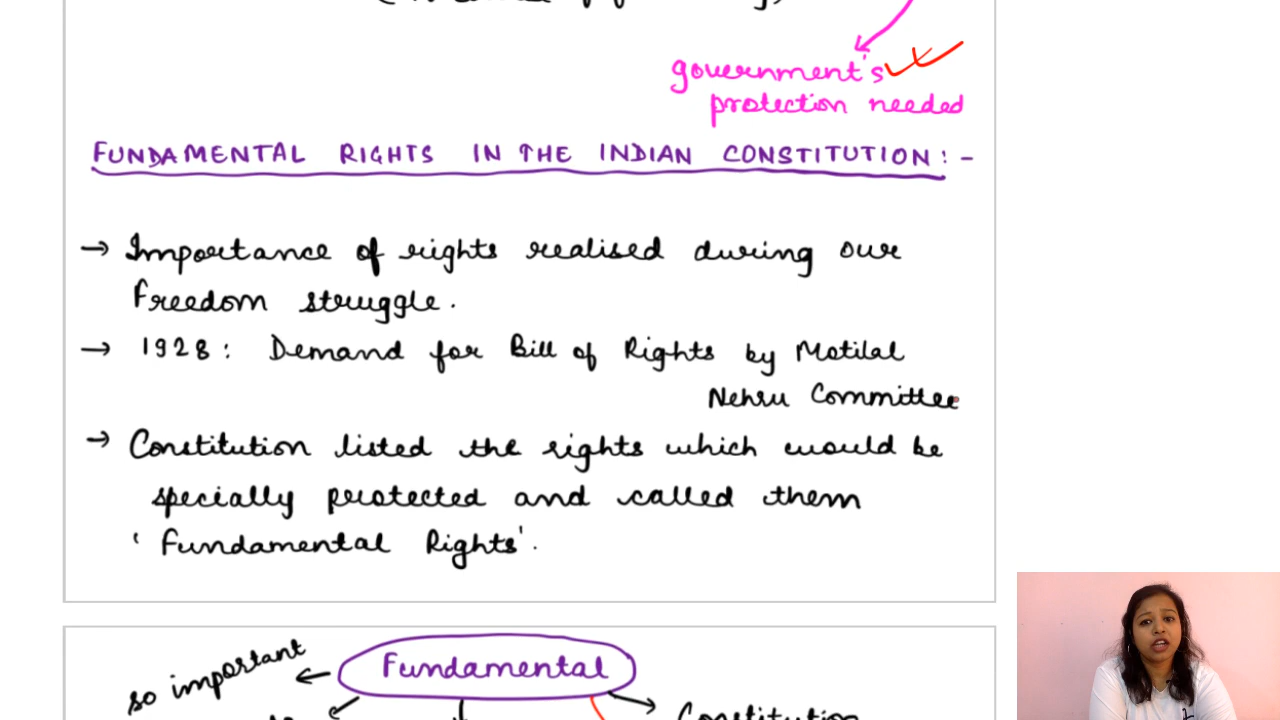 government's
protection needed
FUNDAMENTAL RIGHTS IN THE INDIAN CONSTITUTION: -
→ Importance of rights realised during our
freedom struggle.
→ 1928: Demand for Bill of Rights by Motilal
Nehru Committee
→ Constitution listed the rights which would be
specially protected and called them
'Fundamental Rights'.
so important
Fundamental
Constitution